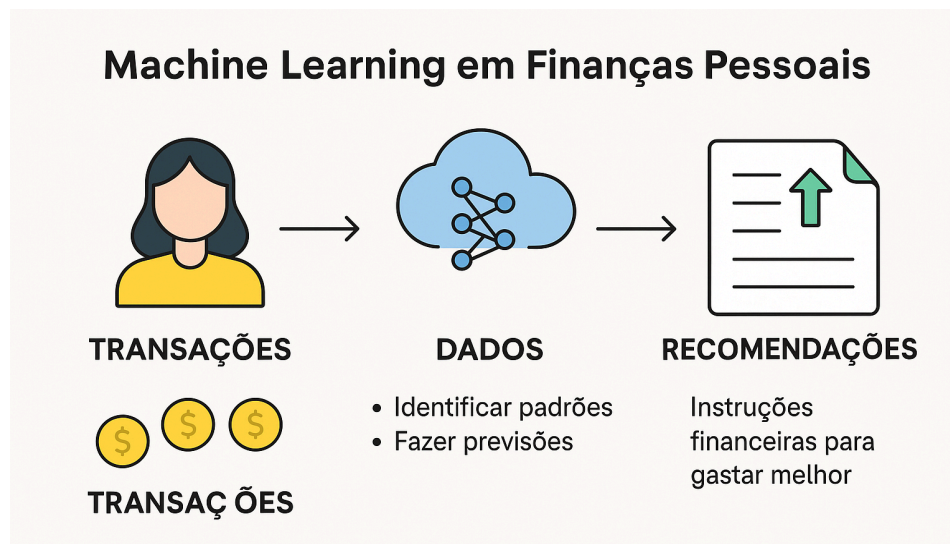 Machine Learning em Finanças Pessoais
TRANSAÇÕES
$ $ $
TRANSAÇ ÕES
DADOS
• Identificar padrões
• Fazer previsões
RECOMENDAÇÕES
Instruções
financeiras para
gastar melhor